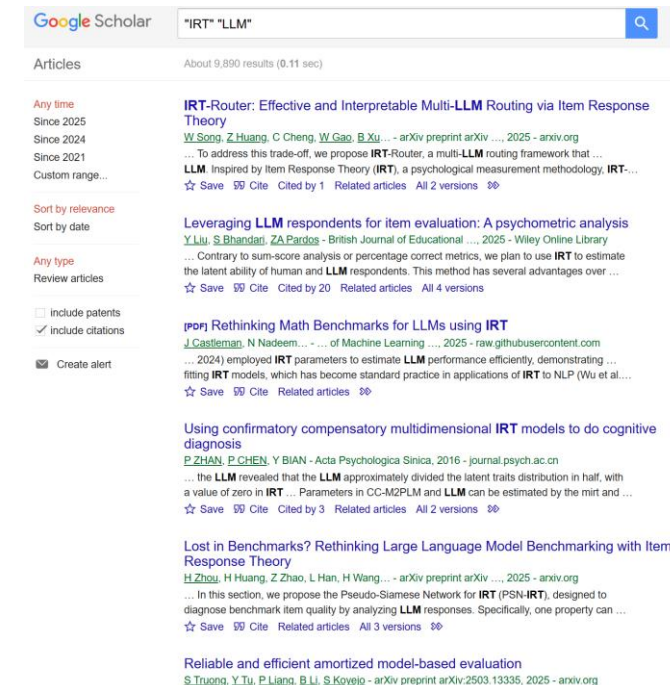 Google Scholar
"IRT" "LLM"
Articles
About 9,890 results (0.11 sec)
Any time
Since 2025
Since 2024
Since 2021
Custom range...
Sort by relevance
Sort by date
Any type
Review articles
include patents
include citations
Create alert
IRT-Router: Effective and Interpretable Multi-LLM Routing via Item Response
Theory
W Song, Z Huang, C Cheng, W Gao, B Xu… - arXiv preprint arXiv …, 2025 - arxiv.org
… To address this trade-off, we propose IRT-Router, a multi-LLM routing framework that …
LLM. Inspired by Item Response Theory (IRT), a psychological measurement methodology, IRT-…
Save Cite Cited by 1 Related articles All 2 versions
Leveraging LLM respondents for item evaluation: A psychometric analysis
Y Liu, S Bhandari, ZA Pardos - British Journal of Educational …, 2025 - Wiley Online Library
… Contrary to sum-score analysis or percentage correct metrics, we plan to use IRT to estimate
the latent ability of human and LLM respondents. This method has several advantages over …
Save Cite Cited by 20 Related articles All 4 versions
[PDF] Rethinking Math Benchmarks for LLMs using IRT
J Castleman, N Nadeem… - … of Machine Learning …, 2025 - raw.githubusercontent.com
… 2024) employed IRT parameters to estimate LLM performance efficiently, demonstrating …
fitting IRT models, which has become standard practice in applications of IRT to NLP (Wu et al.…
Save Cite Related articles
Using confirmatory compensatory multidimensional IRT models to do cognitive
diagnosis
P ZHAN, P CHEN, Y BIAN - Acta Psychologica Sinica, 2016 - journal.psych.ac.cn
… the LLM revealed that the LLM approximately divided the latent traits distribution in half, with
a value of zero in IRT … Parameters in CC-M2PLM and LLM can be estimated by the mirt and …
Save Cite Cited by 3 Related articles All 2 versions
Lost in Benchmarks? Rethinking Large Language Model Benchmarking with Item
Response Theory
H Zhou, H Huang, Z Zhao, L Han, H Wang… - arXiv preprint arXiv …, 2025 - arxiv.org
… In this section, we propose the Pseudo-Siamese Network for IRT (PSN-IRT), designed to
diagnose benchmark item quality by analyzing LLM responses. Specifically, one property can …
Save Cite Related articles All 3 versions
Reliable and efficient amortized model-based evaluation
S Truong, Y Tu, P Liang, B Li, S Koyejo - arXiv preprint arXiv:2503.13335, 2025 - arxiv.org